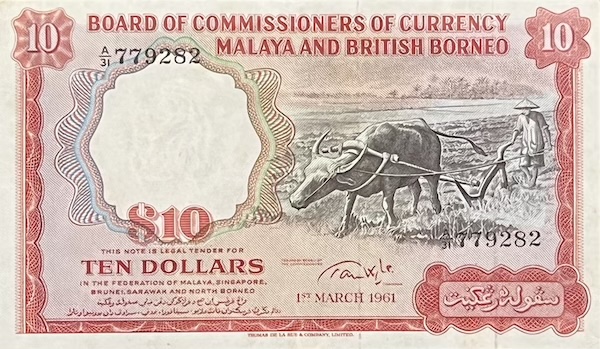 10
BOARD OF COMMISSIONERS OF CURRENCY
MALAYA AND BRITISH BORNEO
10
A/31 779282
$10
A/31 779282
THIS NOTE IS LEGAL TENDER FOR
TEN DOLLARS
IN THE FEDERATION OF MALAYA, SINGAPORE,
BRUNEI, SARAWAK AND NORTH BORNEO
1ST MARCH 1961
سڤوله رڠݢيت
THOMAS DE LA RUE & COMPANY, LIMITED.